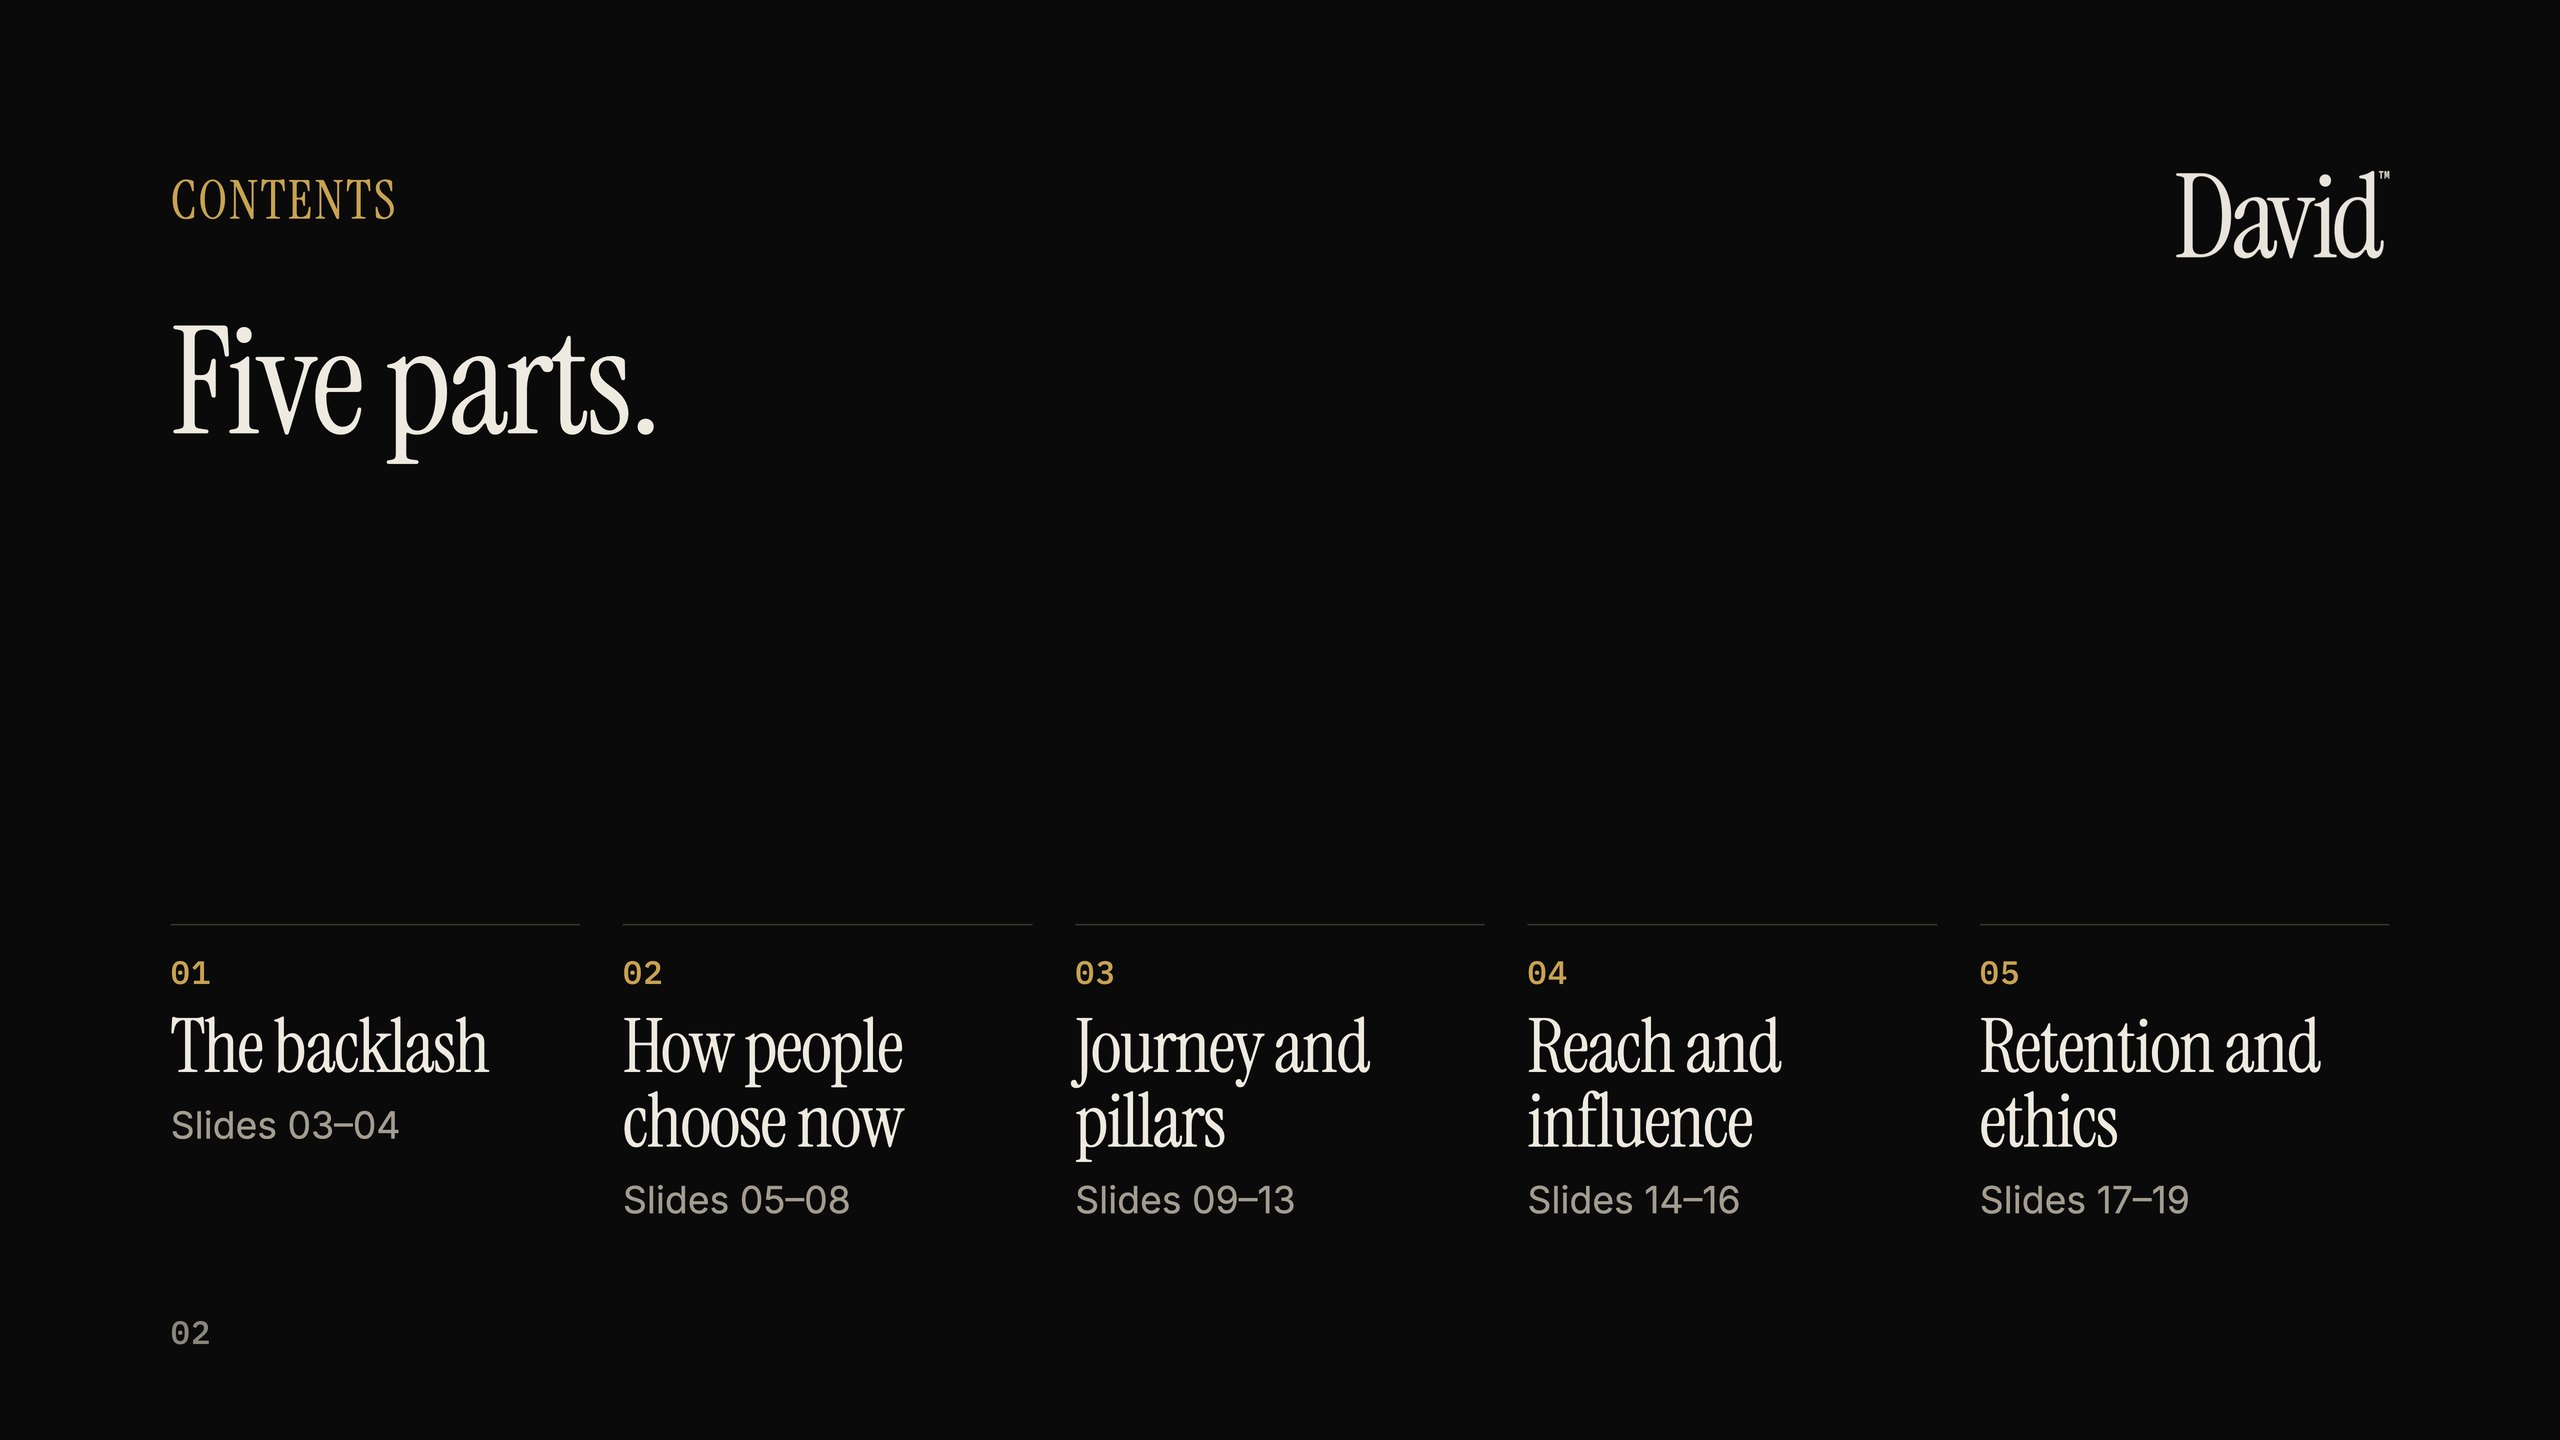 CONTENTS
David™
Five parts.
01
The backlash
Slides 03–04
02
How people
choose now
Slides 05–08
03
Journey and
pillars
Slides 09–13
04
Reach and
influence
Slides 14–16
05
Retention and
ethics
Slides 17–19
02